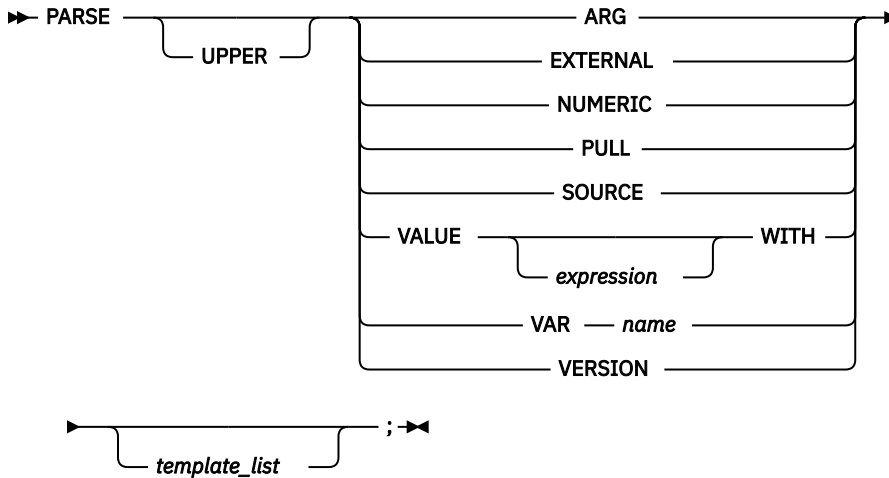 PARSE ARG
UPPER EXTERNAL
NUMERIC
PULL
SOURCE
VALUE WITH
expression
VAR name
VERSION
;
template_list